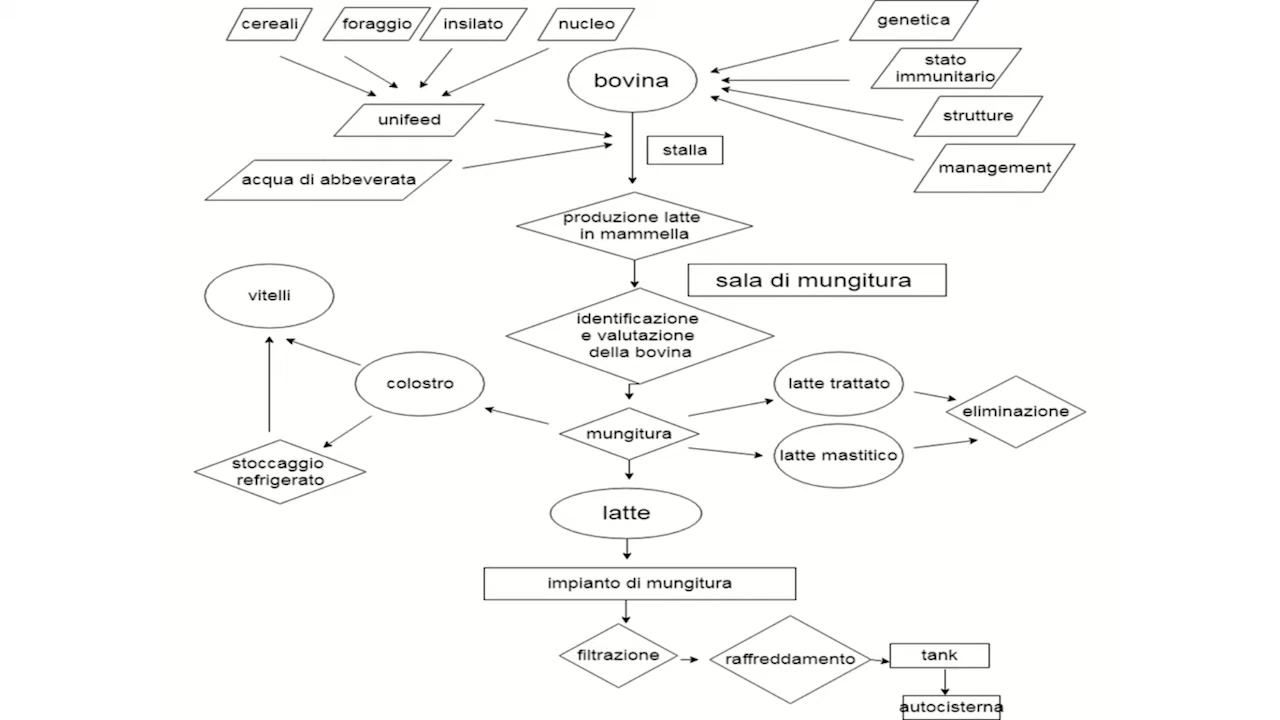 cereali
foraggio
insilato
nucleo
genetica
bovina
stato
immunitario
unifeed
strutture
stalla
acqua di abbeverata
management
produzione latte
in mammella
sala di mungitura
vitelli
identificazione
e valutazione
della bovina
colostro
latte trattato
eliminazione
mungitura
latte mastitico
stoccaggio
refrigerato
latte
impianto di mungitura
filtrazione
raffreddamento
tank
autocisterna